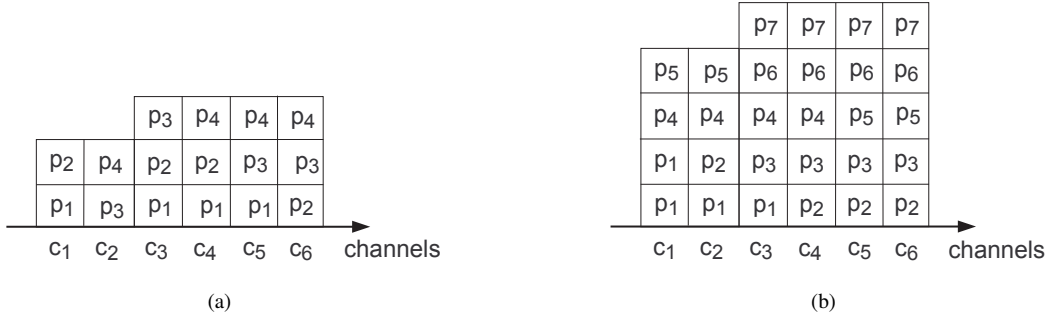 p3 p4 p4 p4
p2 p4 p2 p2 p3 p3
p1 p3 p1 p1 p1 p2
c1 c2 c3 c4 c5 c6 channels
(a)
p7 p7 p7 p7
p5 p5 p6 p6 p6 p6
p4 p4 p4 p4 p5 p5
p1 p2 p3 p3 p3 p3
p1 p1 p1 p2 p2 p2
c1 c2 c3 c4 c5 c6 channels
(b)